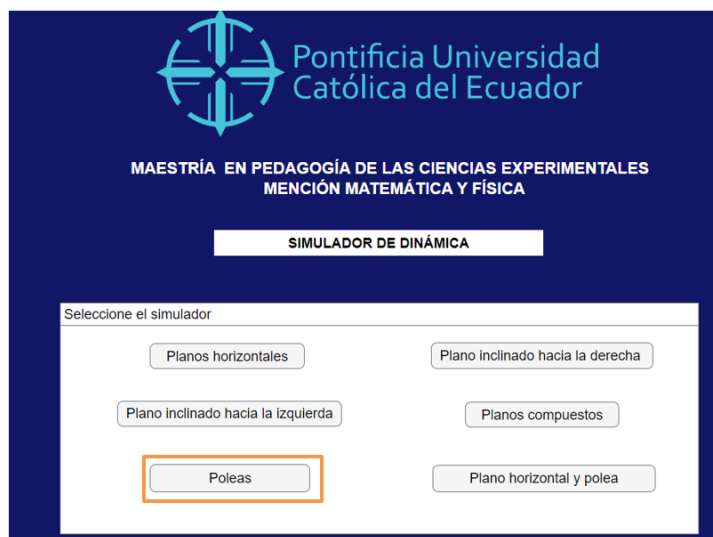 Pontificia Universidad
Católica del Ecuador
MAESTRÍA EN PEDAGOGÍA DE LAS CIENCIAS EXPERIMENTALES
MENCIÓN MATEMÁTICA Y FÍSICA
SIMULADOR DE DINÁMICA
Seleccione el simulador
Planos horizontales
Plano inclinado hacia la derecha
Plano inclinado hacia la izquierda
Planos compuestos
Poleas
Plano horizontal y polea